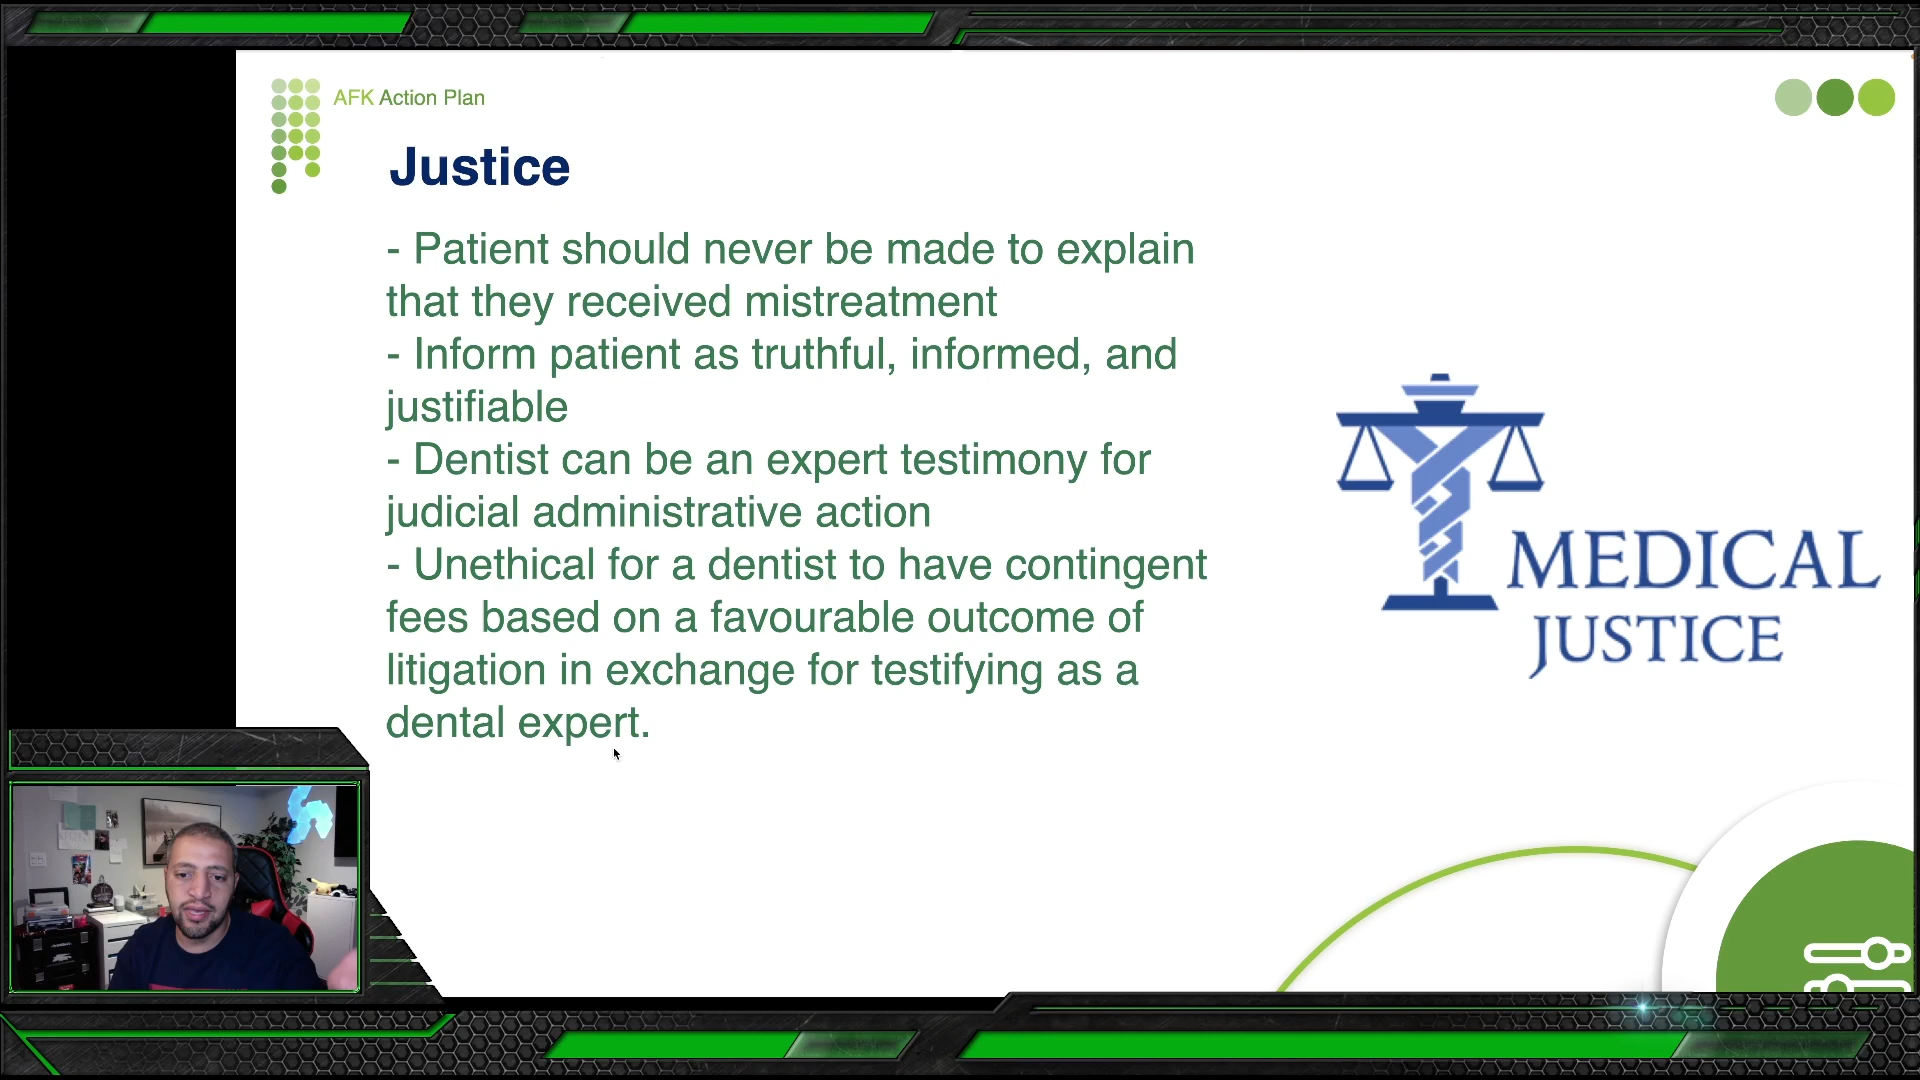 AFK Action Plan
Justice
- Patient should never be made to explain
that they received mistreatment
- Inform patient as truthful, informed, and
justifiable
- Dentist can be an expert testimony for
judicial administrative action
- Unethical for a dentist to have contingent
fees based on a favourable outcome of
litigation in exchange for testifying as a
dental expert.
MEDICAL
JUSTICE